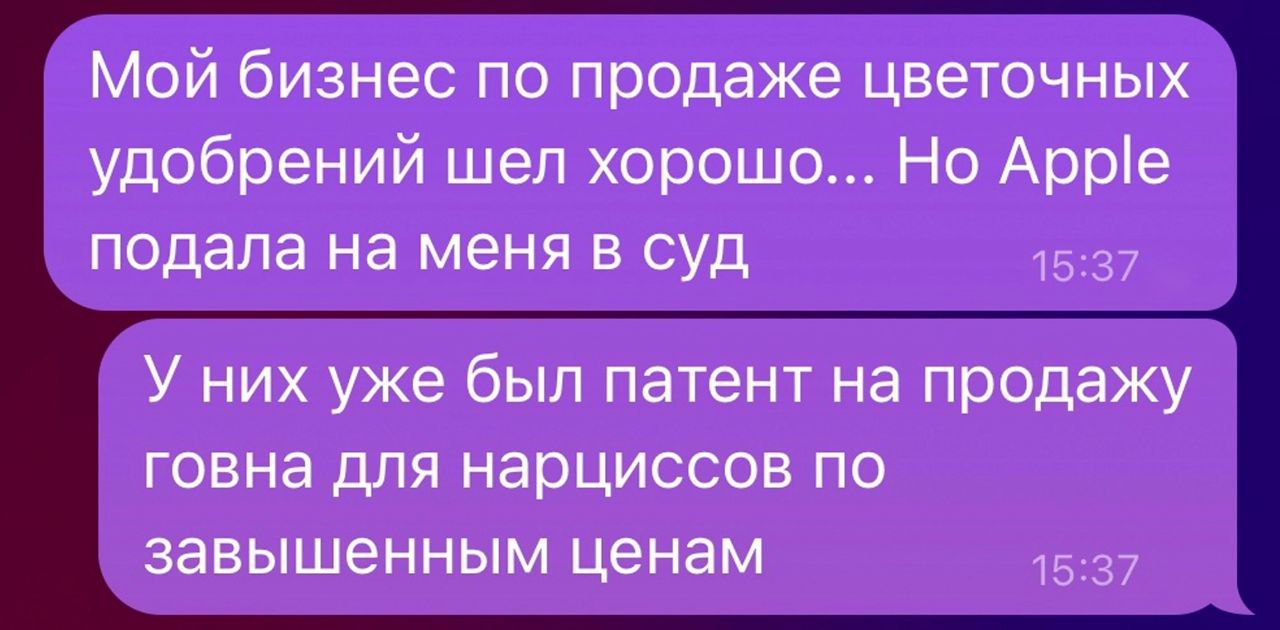 Мой бизнес по продаже цветочных
удобрений шел хорошо... Но Apple
подала на меня в суд
15:37
У них уже был патент на продажу
говна для нарциссов по
завышенным ценам
15:37